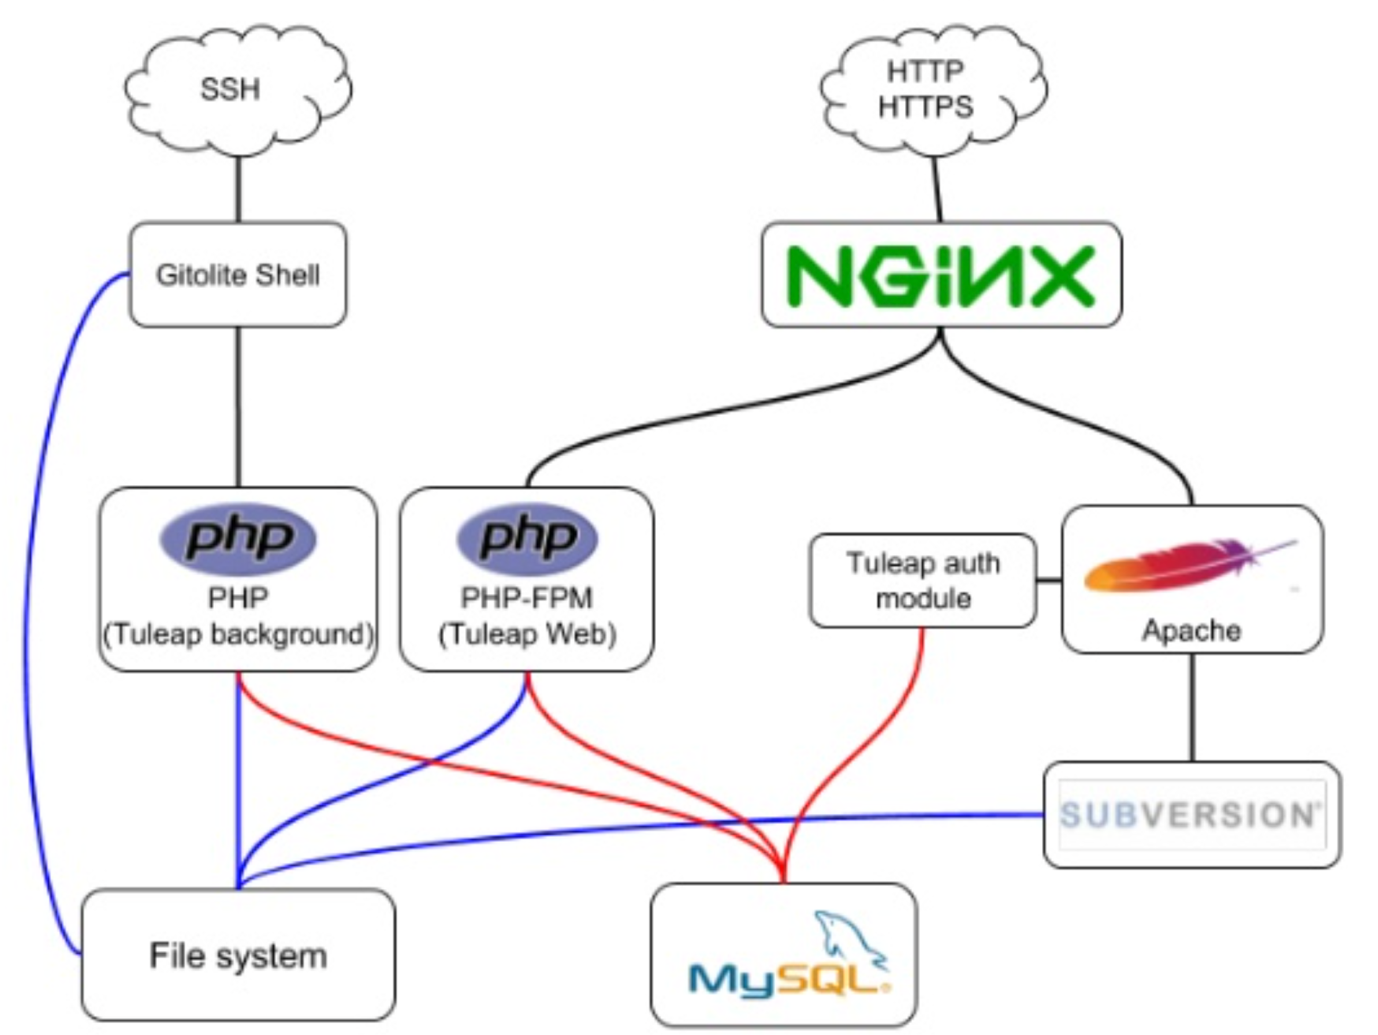 SSH
HTTP
HTTPS
Gitolite Shell
NGiNX
php
PHP
(Tuleap background)
php
PHP-FPM
(Tuleap Web)
Tuleap auth
module
Apache
SUBVERSION®
File system
MySQL®